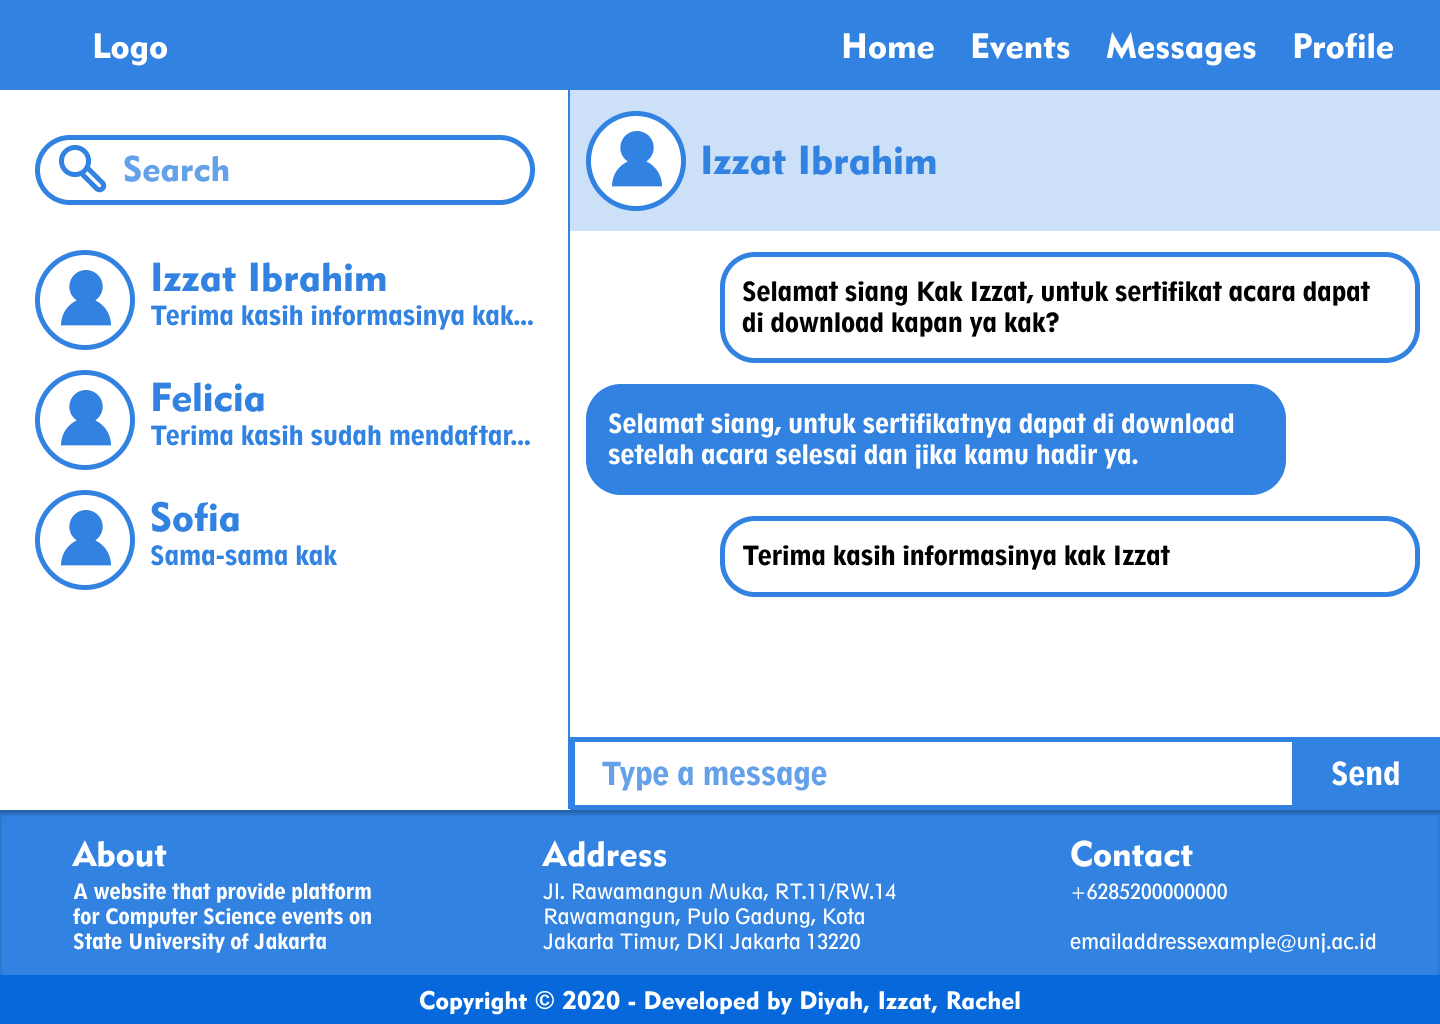 Logo
Home Events Messages Profile
Search
Izzat Ibrahim
Terima kasih informasinya kak...
Felicia
Terima kasih sudah mendaftar...
Sofia
Sama-sama kak
Izzat Ibrahim
Selamat siang Kak Izzat, untuk sertifikat acara dapat
di download kapan ya kak?
Selamat siang, untuk sertifikatnya dapat di download
setelah acara selesai dan jika kamu hadir ya.
Terima kasih informasinya kak Izzat
Type a message
Send
About
A website that provide platform
for Computer Science events on
State University of Jakarta
Address
Jl. Rawamangun Muka, RT.11/RW.14
Rawamangun, Pulo Gadung, Kota
Jakarta Timur, DKI Jakarta 13220
Contact
+6285200000000
emailaddressexample@unj.ac.id
Copyright © 2020 - Developed by Diyah, Izzat, Rachel